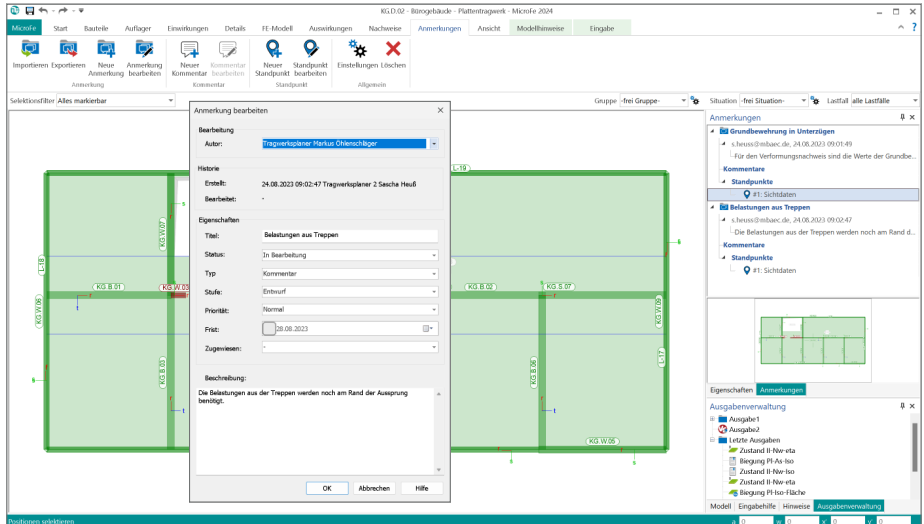 KG,D.02 - Bürogebäude - Plattentragwerk - MicroFe 2024
MicroFe Start Bauteile Auflager Einwirkungen Details FE-Modell Auswirkungen Nachweise Anmerkungen Ansicht Modellhinweise Eingabe
Importieren Exportieren Neue Anmerkung Anmerkung bearbeiten Neuer Kommentar Kommentar bearbeiten Neuer Standpunkt Standpunkt bearbeiten Einstellungen Löschen
Anmerkung Kommentar Standpunkt Allgemein
Selektionsfilter Alles markierbar Gruppe -frei Gruppe- Situation -frei Situation- Lastfall alle Lastfälle
Anmerkung bearbeiten
Bearbeitung
Autor: Tragwerksplaner Markus Öhlenschläger
Historie
Erstellt: 24.08.2023 09:02:47 Tragwerksplaner 2 Sascha Heuß
Bearbeitet: -
Eigenschaften
Titel: Belastungen aus Treppen
Status: In Bearbeitung
Typ Kommentar
Stufe: Entwurf
Priorität: Normal
Frist: 28.08.2023
Zugewiesen: -
Beschreibung:
Die Belastungen aus der Treppen werden noch am Rand der Aussprung
benötigt.
OK Abbrechen Hilfe
L-19
KG.W.07
L-18
KG.B.01
KG.W.03
KG.B.02
KG.S.07
KG.W.06
KG.W.09
KG.B.03
KG.B.06
L-17
KG.W.05
s
r
t
Anmerkungen
Grundbewehrung in Unterzügen
s.heuss@mbaec.de, 24.08.2023 09:01:49
Für den Verformungsnachweis sind die Werte der Grundbe...
Kommentare
Standpunkte
#1: Sichtdaten
Belastungen aus Treppen
s.heuss@mbaec.de, 24.08.2023 09:02:47
Die Belastungen aus der Treppen werden noch am Rand d...
Kommentare
Standpunkte
#1: Sichtdaten
Eigenschaften Anmerkungen
Ausgabenverwaltung
Ausgabe1
Ausgabe2
Letzte Ausgaben
Zustand II-Nw-eta
Biegung Pl-As-Iso
Zustand II-Nw-Iso
Zustand II-Nw-eta
Biegung Pl-Iso-Fläche
Modell Eingabehilfe Hinweise Ausgabenverwaltung
Positionen selektieren a 0 w 0 x 0 y 0